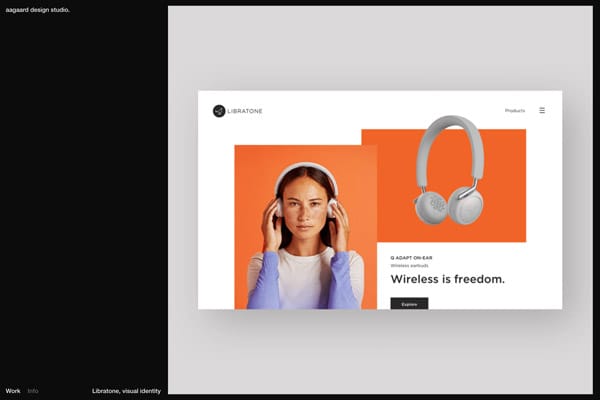 aagaard design studio.
LIBRATONE
Products
Q ADAPT ON-EAR
Wireless earbuds
Wireless is freedom.
Explore
Work
Info
Libratone, visual identity